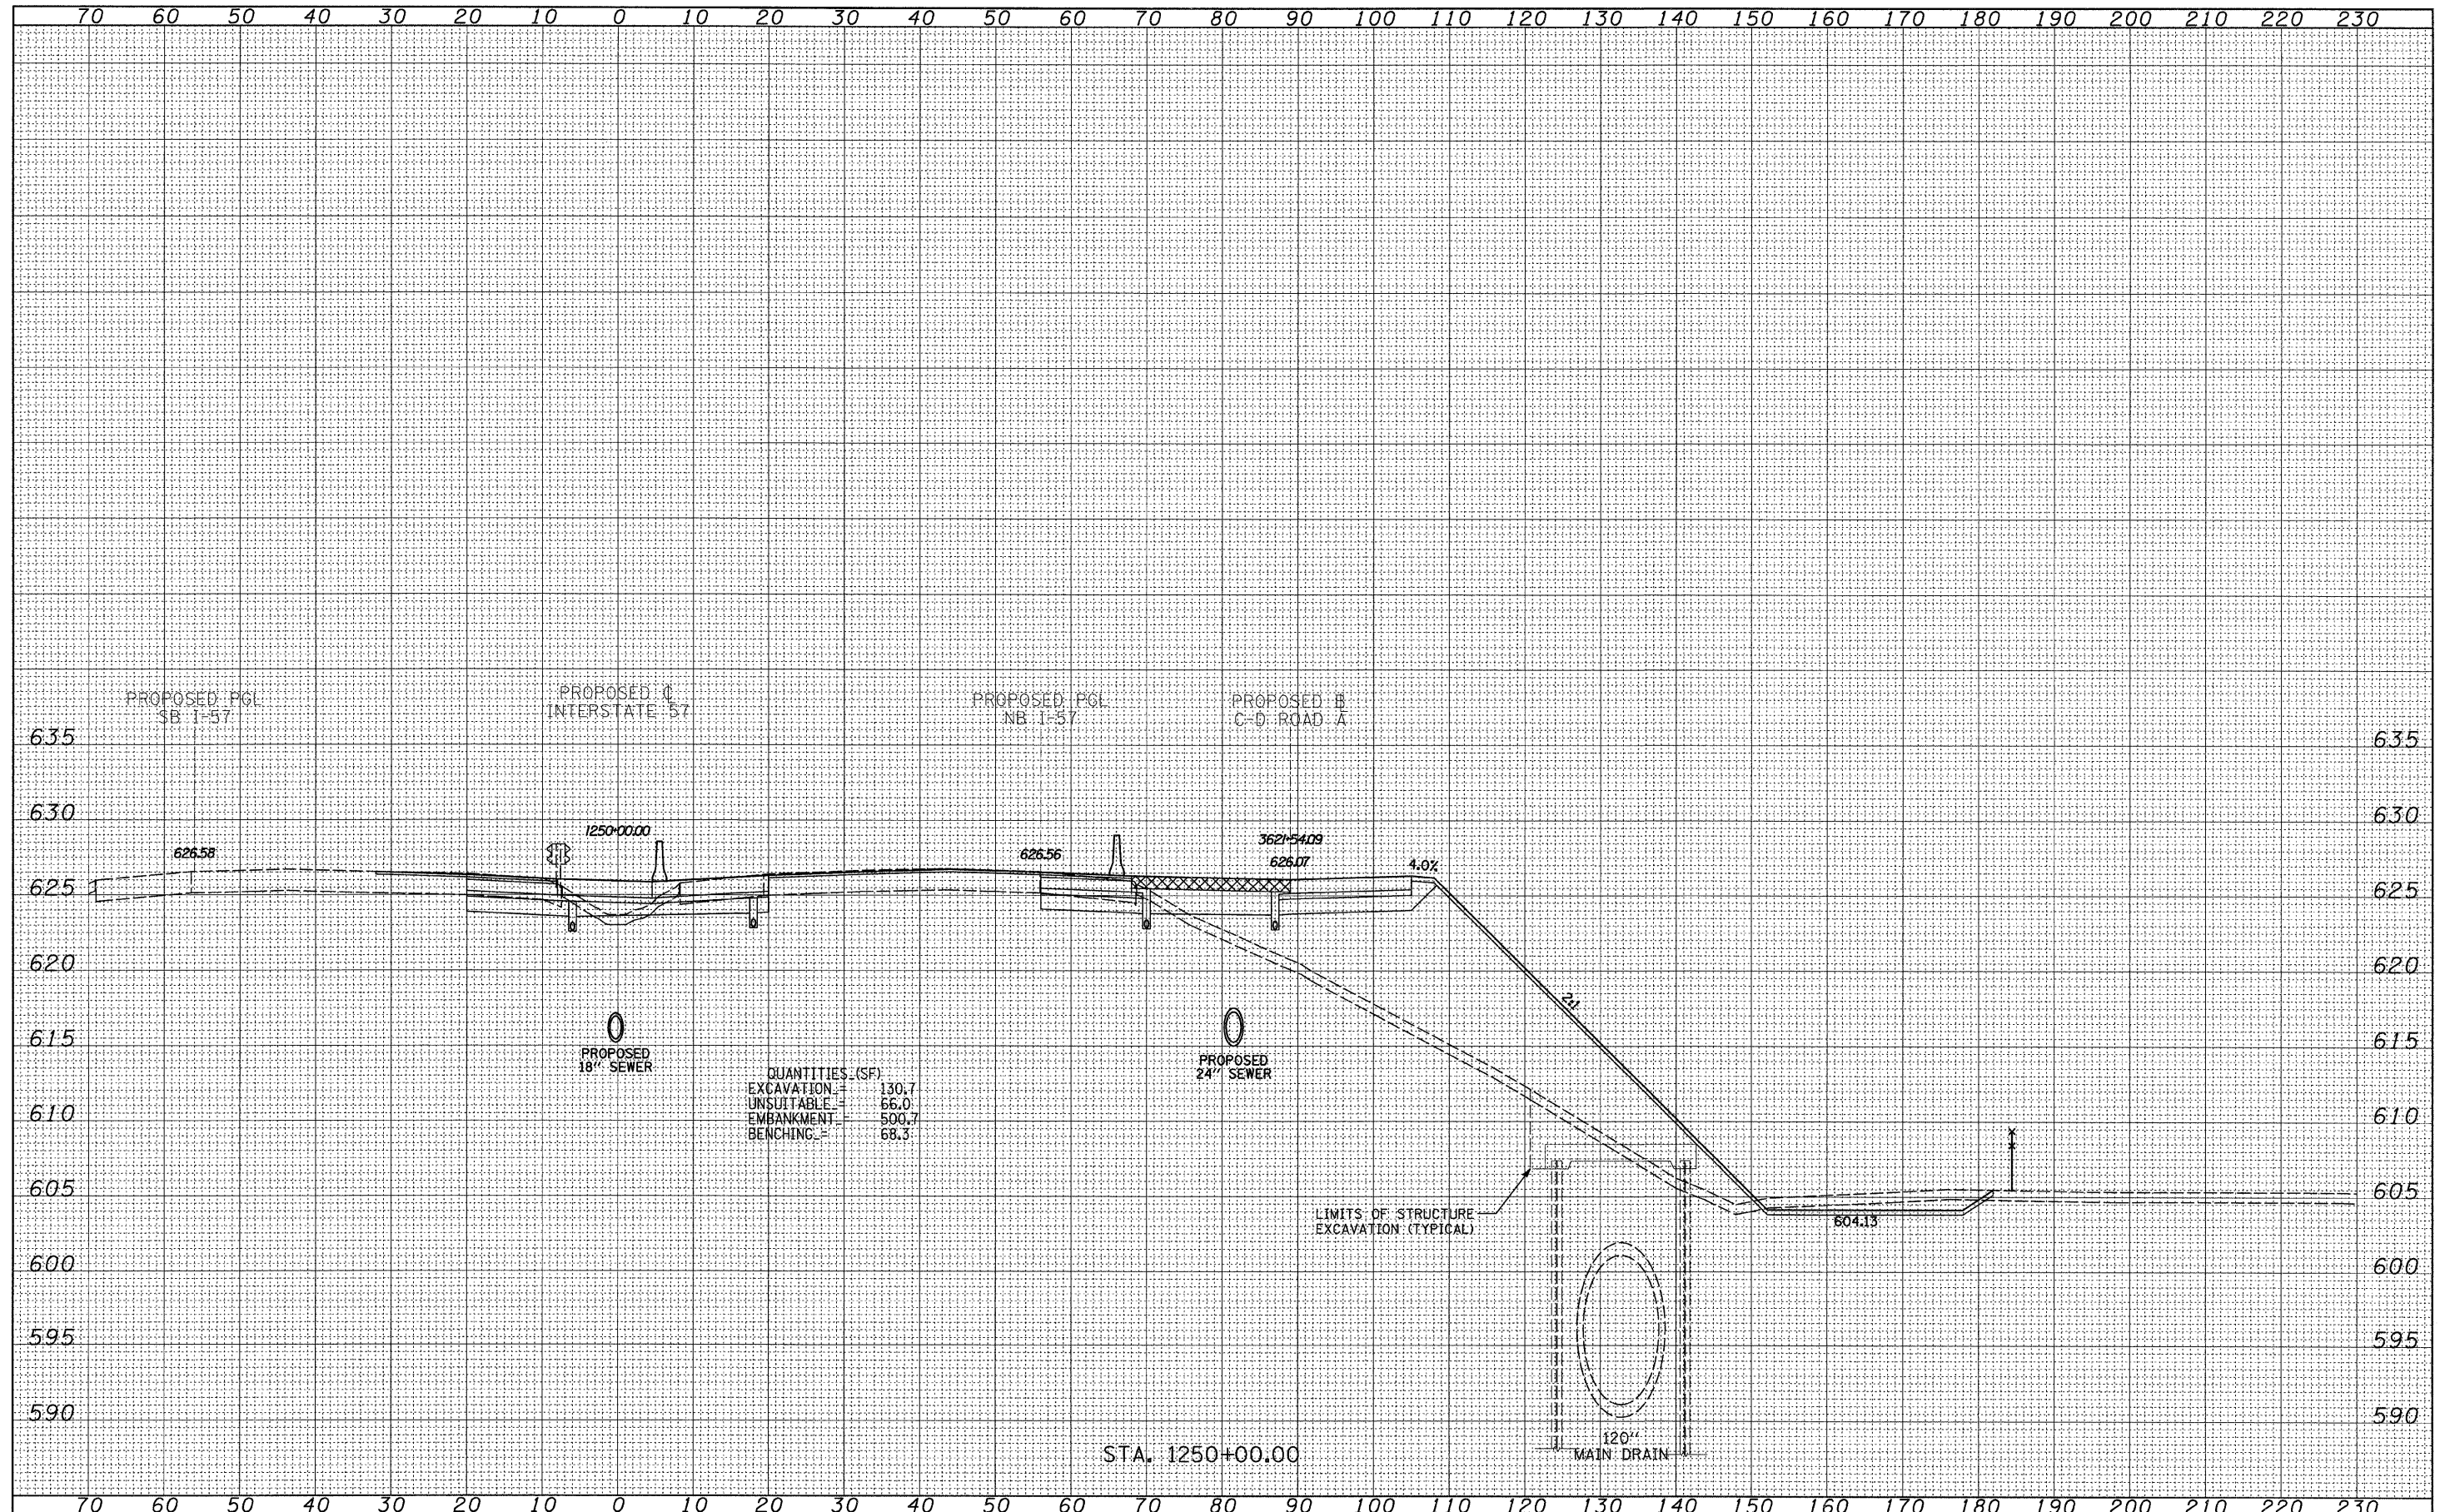 70 60 50 40 30 20 10 0 10 20 30 40 50 60 70 80 90 100 110 120 130 140 150 160 170 180 190 200 210 220 230
PROPOSED PGL
SB I-57
PROPOSED ℄
INTERSTATE 57
PROPOSED PGL
NB I-57
PROPOSED B̲L̲
C-D ROAD A
635 635
630 630
1250+00.00
3621+54.09
626.58
626.56
626.07
4.0%
625 625
620 620
2:1
615 615
PROPOSED
18" SEWER
PROPOSED
24" SEWER
QUANTITIES (SF)
EXCAVATION = 130.7
UNSUITABLE = 66.0
EMBANKMENT = 500.7
BENCHING = 68.3
610 610
605 605
LIMITS OF STRUCTURE
EXCAVATION (TYPICAL)
604.13
600 600
595 595
590 590
120"
MAIN DRAIN
STA. 1250+00.00
70 60 50 40 30 20 10 0 10 20 30 40 50 60 70 80 90 100 110 120 130 140 150 160 170 180 190 200 210 220 230